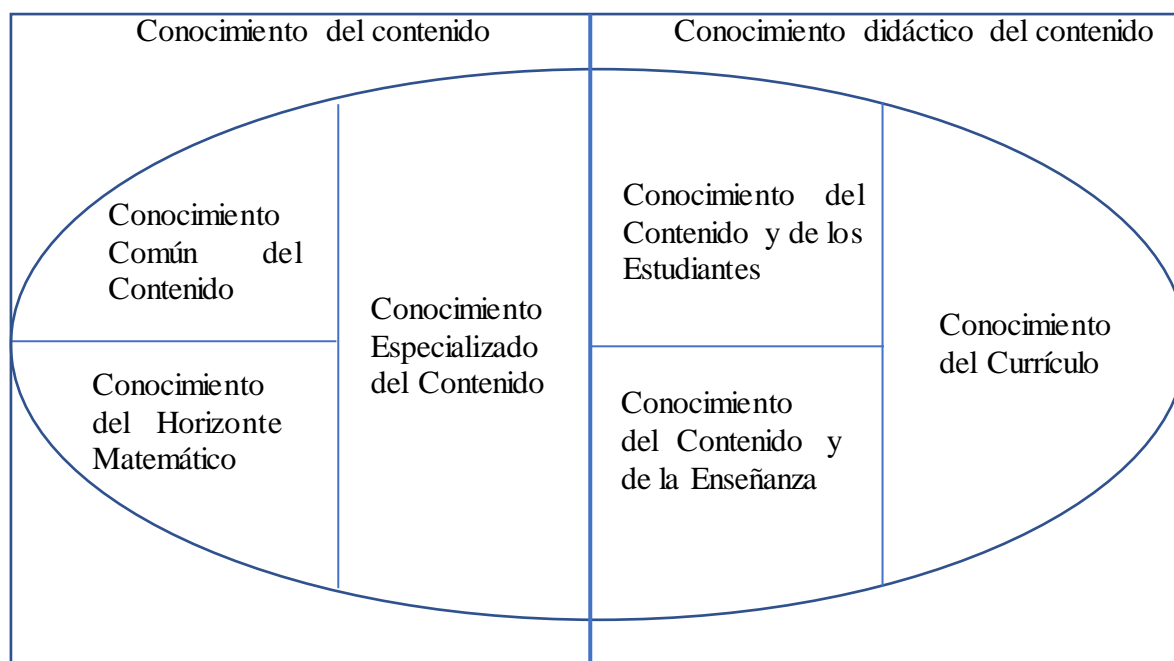 Conocimiento del contenido
Conocimiento didáctico del contenido
Conocimiento
Común del
Contenido
Conocimiento
del Horizonte
Matemático
Conocimiento
Especializado
del Contenido
Conocimiento del
Contenido y de los
Estudiantes
Conocimiento
del Contenido y
de la Enseñanza
Conocimiento
del Currículo